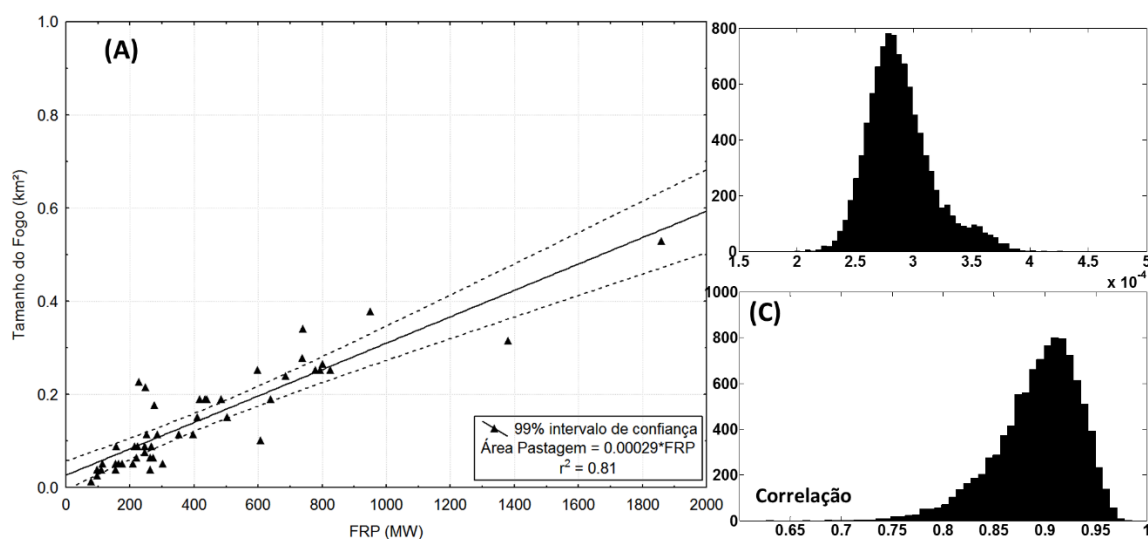 (A)
Tamanho do Fogo (km²)
1.0
0.8
0.6
0.4
0.2
0.0
0 200 400 600 800 1000 1200 1400 1600 1800 2000
FRP (MW)
99% intervalo de confiança
Área Pastagem = 0.00029*FRP
r² = 0.81
800
600
400
200
0
1.5 2 2.5 3 3.5 4 4.5 5
x 10⁻⁴
(C)
1000
800
600
400
200
0
Correlação
0.65 0.7 0.75 0.8 0.85 0.9 0.95 1